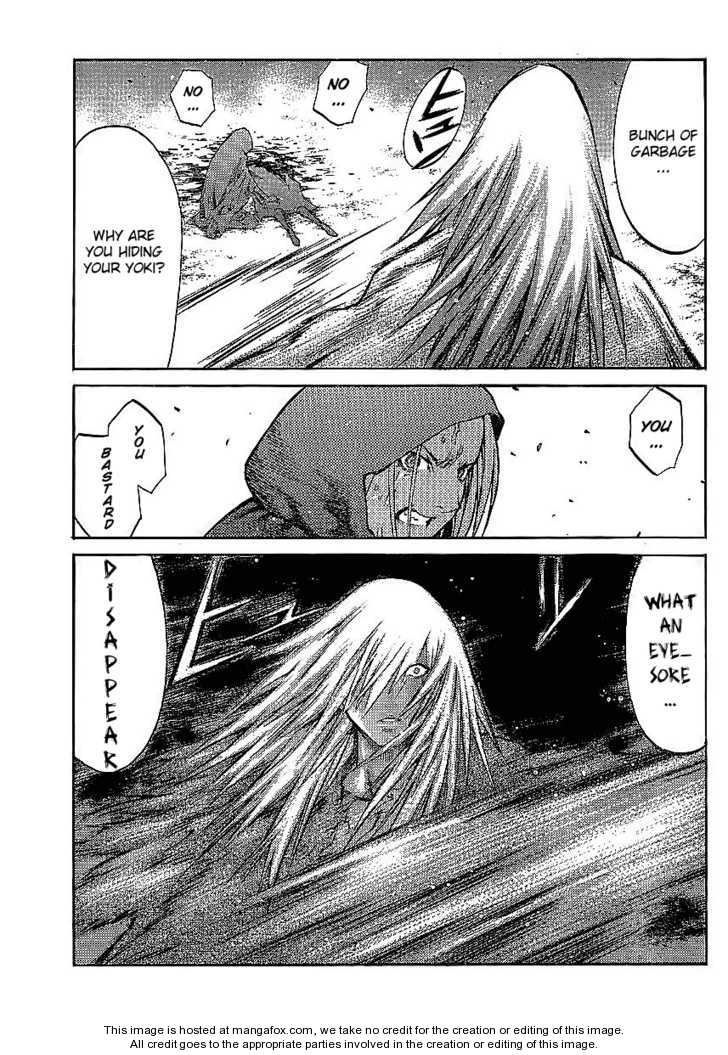 BUNCH OF
GARBAGE
...
NO
...
NO
...
WHY ARE
YOU HIDING
YOUR YOKI?
YOU
...
YOU
BASTARD
WHAT
AN
EYE-
SORE
...
DISAPPEAR
This image is hosted at mangafox.com, we take no credit for the creation or editing of this image.
All credit goes to the appropriate parties involved in the creation or editing of this image.